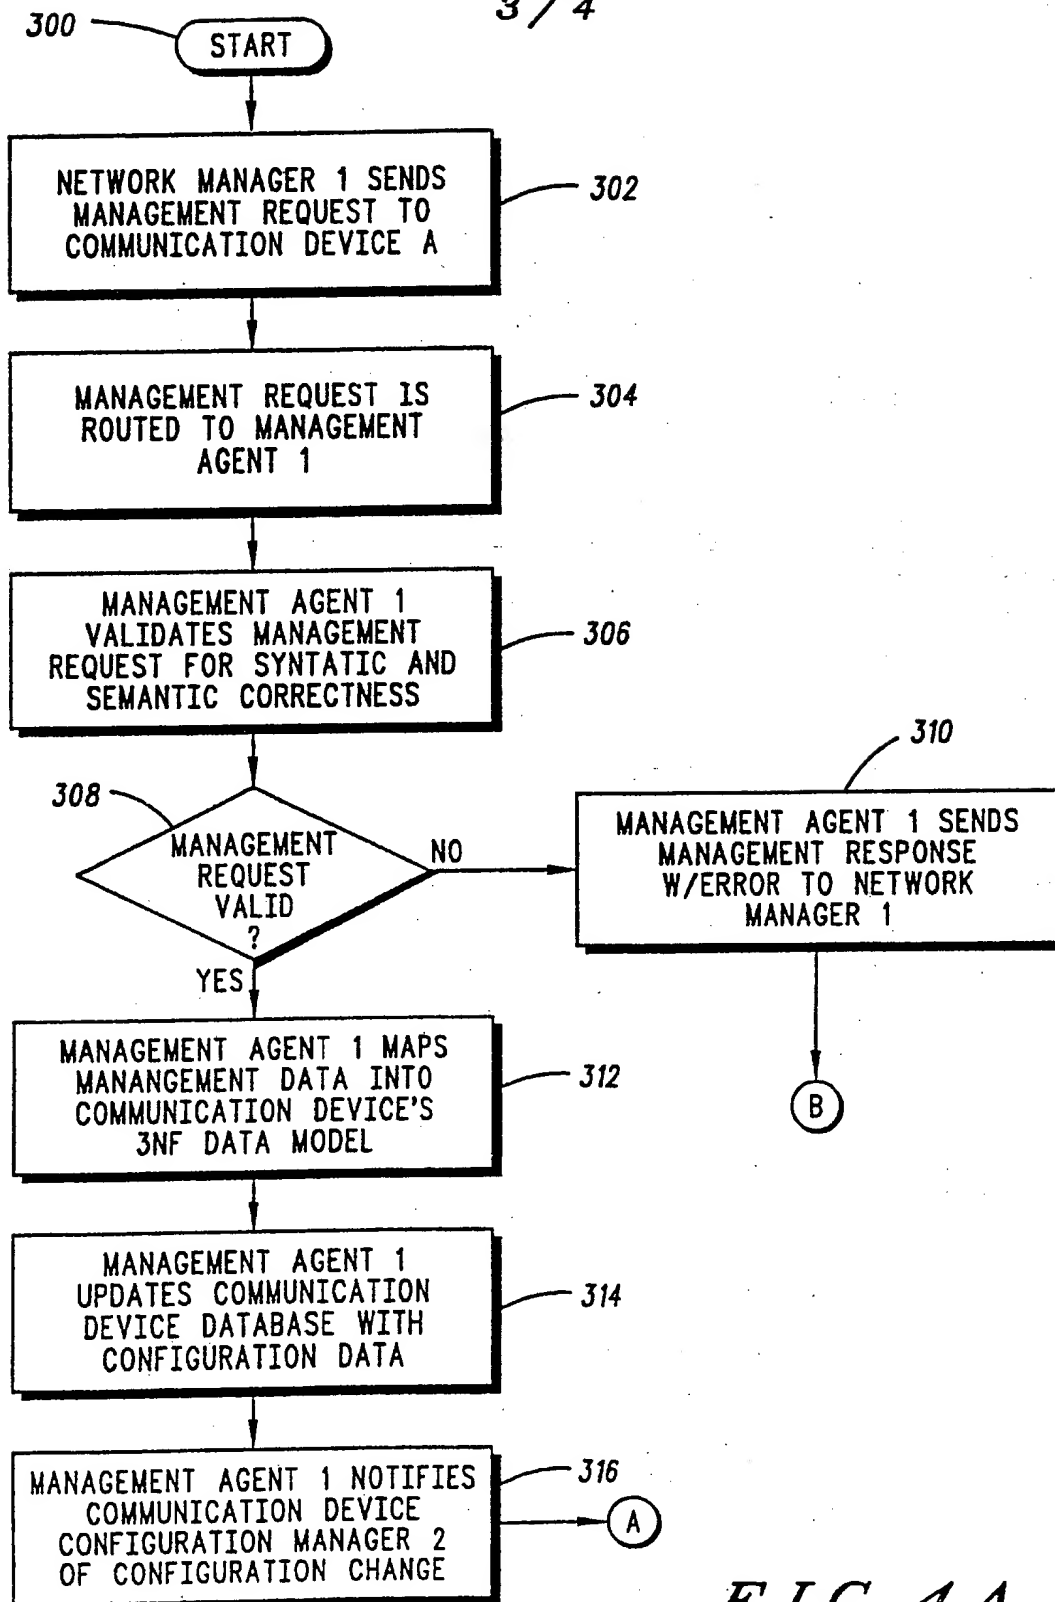 3/4
300
START
NETWORK MANAGER 1 SENDS
MANAGEMENT REQUEST TO
COMMUNICATION DEVICE A
302
MANAGEMENT REQUEST IS
ROUTED TO MANAGEMENT
AGENT 1
304
MANAGEMENT AGENT 1
VALIDATES MANAGEMENT
REQUEST FOR SYNTATIC AND
SEMANTIC CORRECTNESS
306
308
MANAGEMENT
REQUEST
VALID
?
NO
YES
310
MANAGEMENT AGENT 1 SENDS
MANAGEMENT RESPONSE
W/ERROR TO NETWORK
MANAGER 1
B
MANAGEMENT AGENT 1 MAPS
MANANGEMENT DATA INTO
COMMUNICATION DEVICE'S
3NF DATA MODEL
312
MANAGEMENT AGENT 1
UPDATES COMMUNICATION
DEVICE DATABASE WITH
CONFIGURATION DATA
314
MANAGEMENT AGENT 1 NOTIFIES
COMMUNICATION DEVICE
CONFIGURATION MANAGER 2
OF CONFIGURATION CHANGE
316
A
FIG. 4A